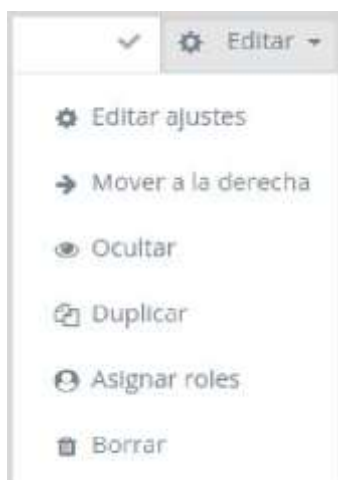 Editar
Editar ajustes
Mover a la derecha
Ocultar
Duplicar
Asignar roles
Borrar